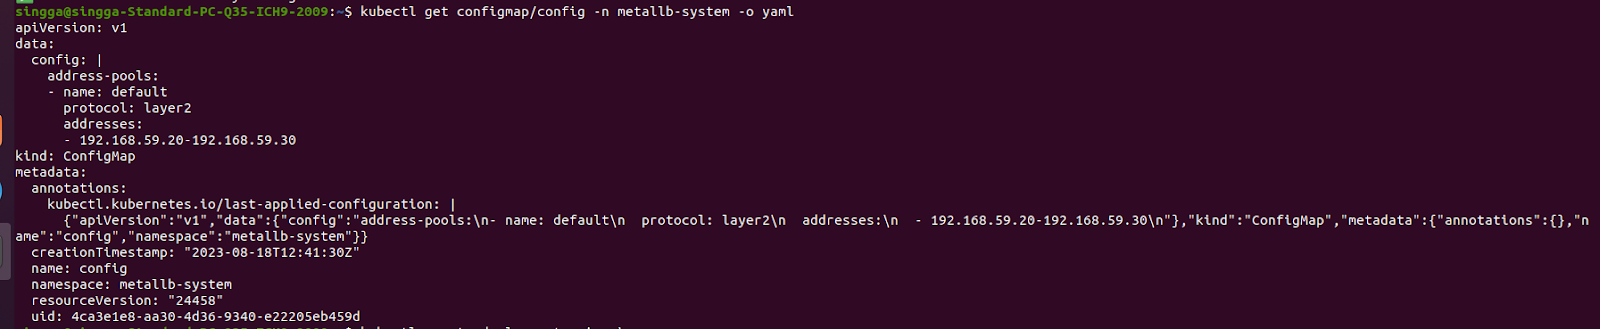 singga@singga-Standard-PC-Q35-ICH9-2009:~$ kubectl get configmap/config -n metallb-system -o yaml
apiVersion: v1
data:
  config: |
    address-pools:
    - name: default
      protocol: layer2
      addresses:
      - 192.168.59.20-192.168.59.30
kind: ConfigMap
metadata:
  annotations:
    kubectl.kubernetes.io/last-applied-configuration: |
      {"apiVersion":"v1","data":{"config":"address-pools:\n- name: default\n  protocol: layer2\n  addresses:\n  - 192.168.59.20-192.168.59.30\n"},"kind":"ConfigMap","metadata":{"annotations":{},"n
ame":"config","namespace":"metallb-system"}}
  creationTimestamp: "2023-08-18T12:41:30Z"
  name: config
  namespace: metallb-system
  resourceVersion: "24458"
  uid: 4ca3e1e8-aa30-4d36-9340-e22205eb459d